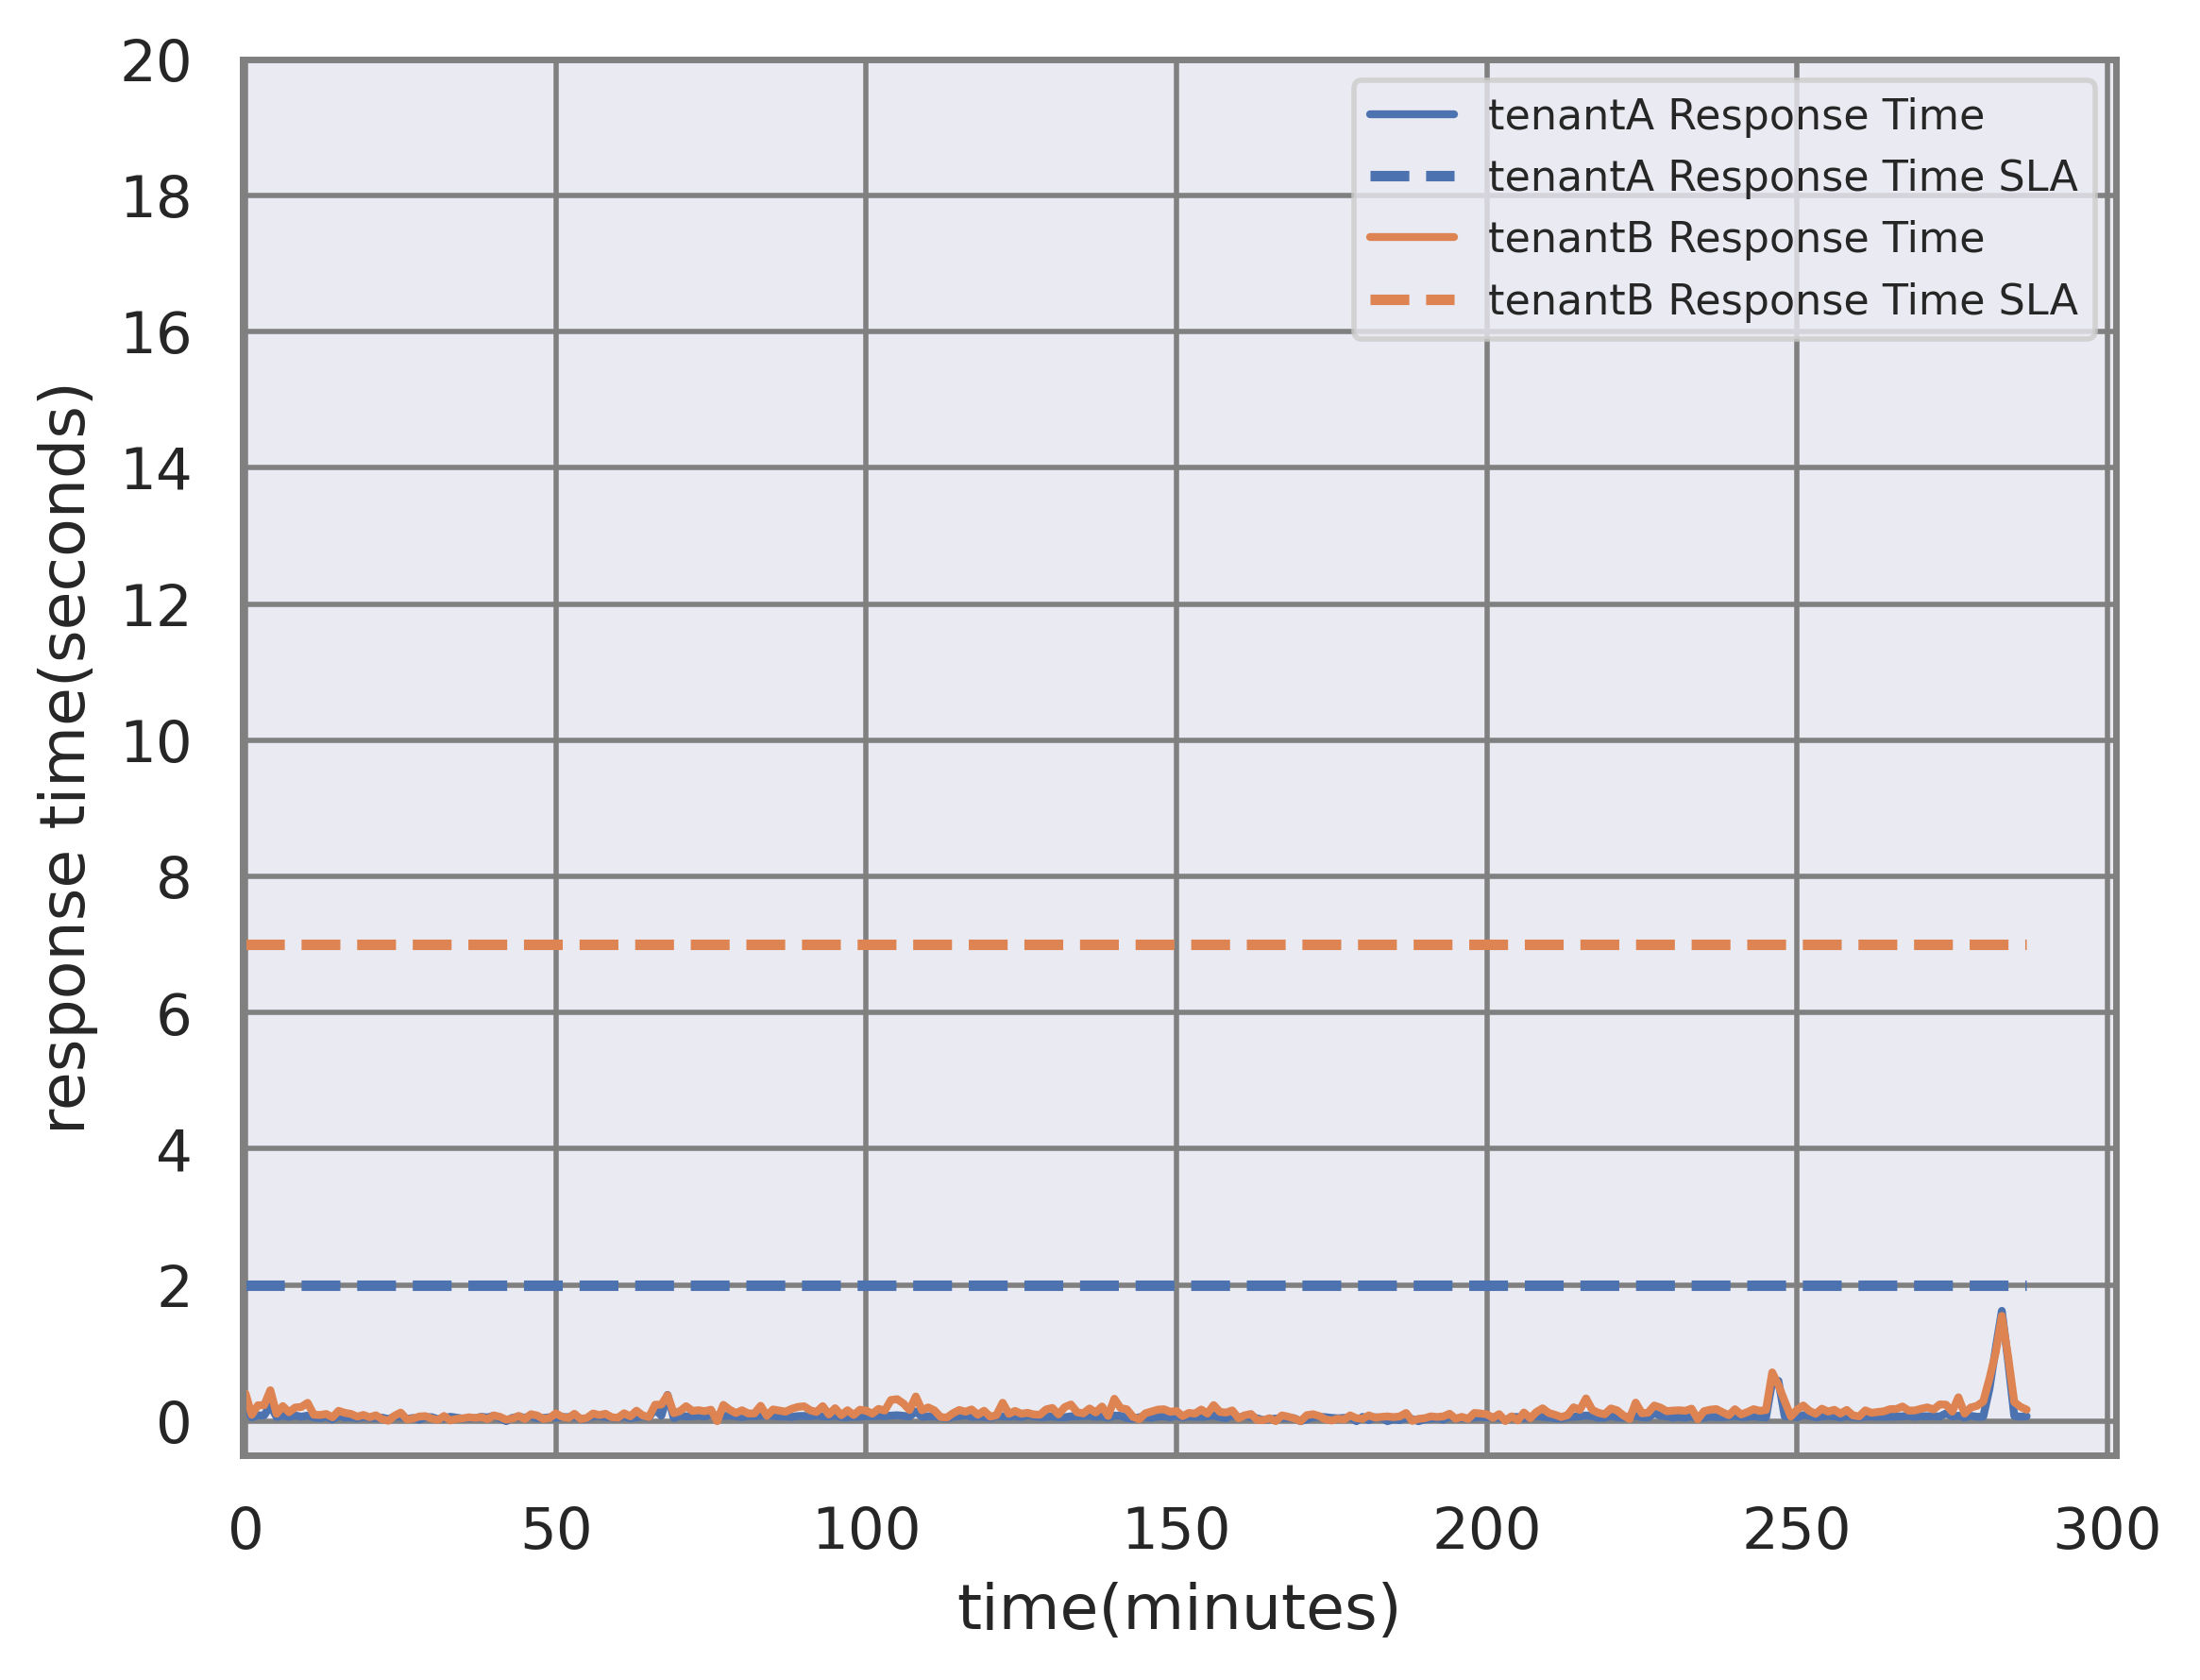 20
18
16
14
12
10
8
6
4
2
0
response time(seconds)
tenantA Response Time
tenantA Response Time SLA
tenantB Response Time
tenantB Response Time SLA
0 50 100 150 200 250 300
time(minutes)